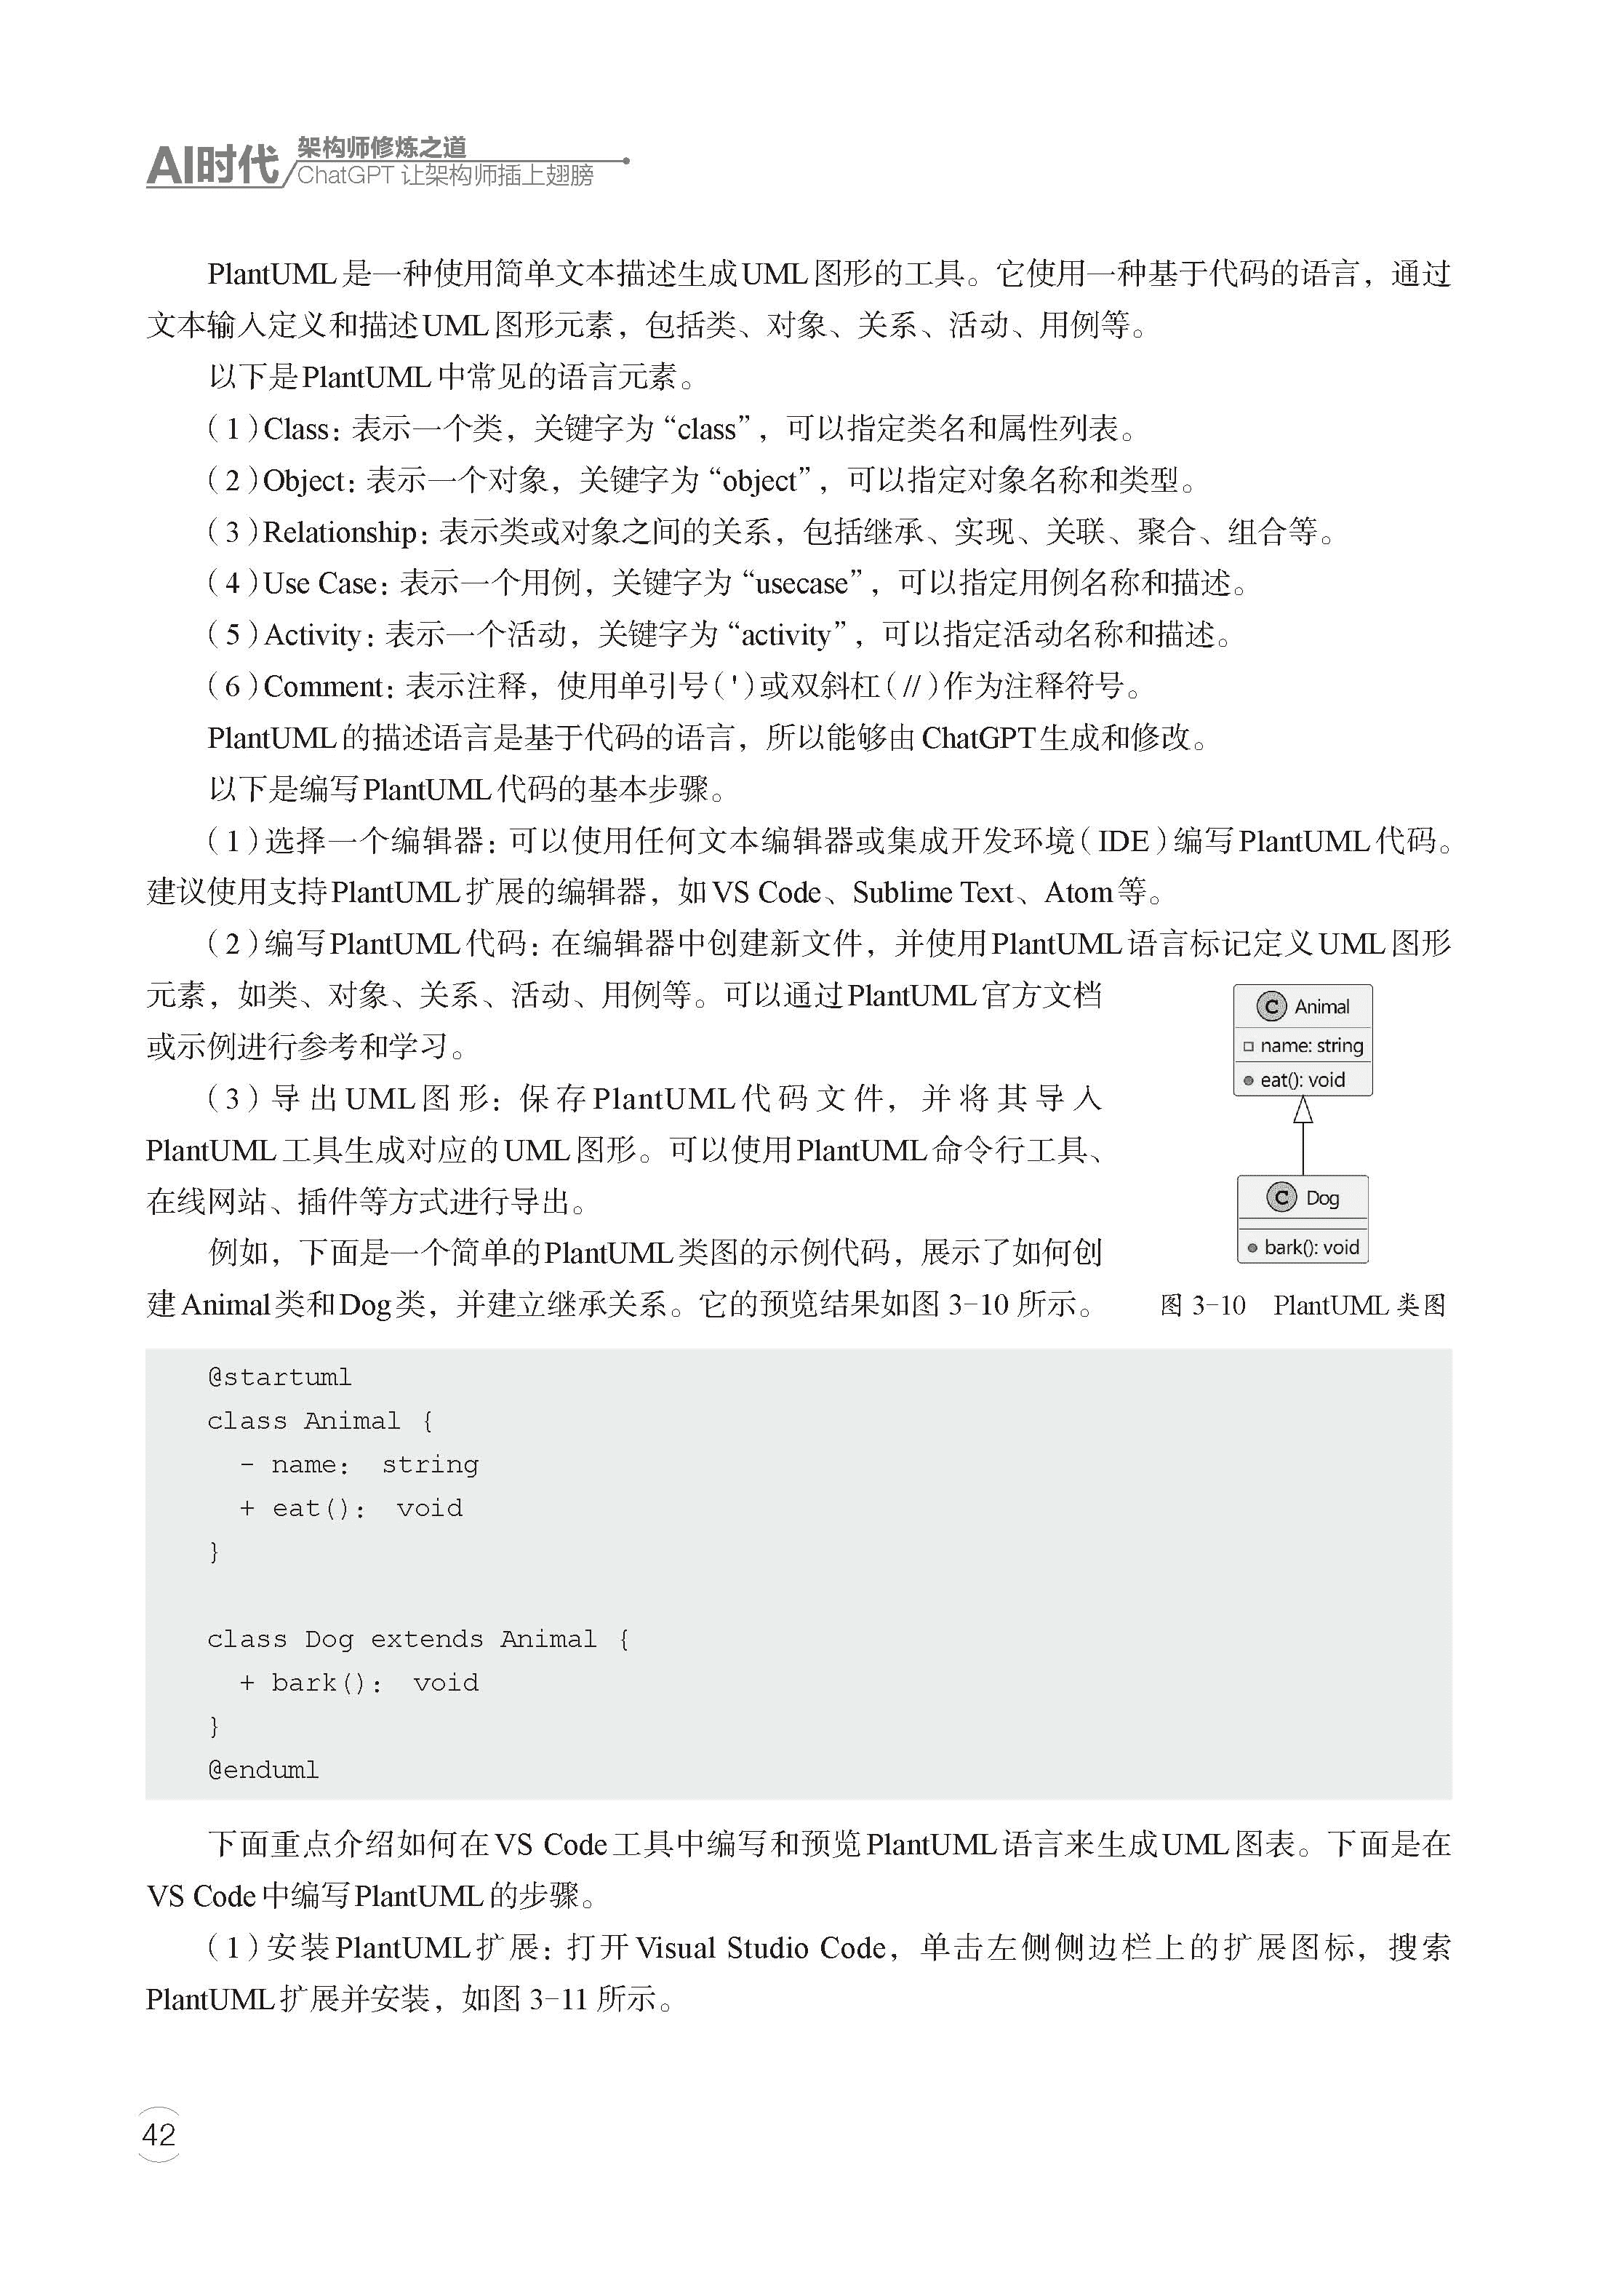 AI时代
架构师修炼之道
ChatGPT 让架构师插上翅膀
PlantUML是一种使用简单文本描述生成UML图形的工具。它使用一种基于代码的语言，通过
文本输入定义和描述UML图形元素，包括类、对象、关系、活动、用例等。
以下是PlantUML中常见的语言元素。
（1）Class：表示一个类，关键字为“class”，可以指定类名和属性列表。
（2）Object：表示一个对象，关键字为“object”，可以指定对象名称和类型。
（3）Relationship：表示类或对象之间的关系，包括继承、实现、关联、聚合、组合等。
（4）Use Case：表示一个用例，关键字为“usecase”，可以指定用例名称和描述。
（5）Activity：表示一个活动，关键字为“activity”，可以指定活动名称和描述。
（6）Comment：表示注释，使用单引号（'）或双斜杠（//）作为注释符号。
PlantUML的描述语言是基于代码的语言，所以能够由ChatGPT生成和修改。
以下是编写PlantUML代码的基本步骤。
（1）选择一个编辑器：可以使用任何文本编辑器或集成开发环境（IDE）编写PlantUML代码。
建议使用支持PlantUML扩展的编辑器，如VS Code、Sublime Text、Atom等。
（2）编写PlantUML代码：在编辑器中创建新文件，并使用PlantUML语言标记定义UML图形
元素，如类、对象、关系、活动、用例等。可以通过PlantUML官方文档
或示例进行参考和学习。
（3）导出UML图形：保存PlantUML代码文件，并将其导入
PlantUML工具生成对应的UML图形。可以使用PlantUML命令行工具、
在线网站、插件等方式进行导出。
例如，下面是一个简单的PlantUML类图的示例代码，展示了如何创
建Animal类和Dog类，并建立继承关系。它的预览结果如图 3-10 所示。
C Animal
name: string
eat(): void
C Dog
bark(): void
图 3-10 PlantUML 类图
@startuml
class Animal {
- name： string
+ eat()： void
}
class Dog extends Animal {
+ bark()： void
}
@enduml
下面重点介绍如何在VS Code工具中编写和预览PlantUML语言来生成UML图表。下面是在
VS Code中编写PlantUML的步骤。
（1）安装PlantUML扩展：打开Visual Studio Code，单击左侧侧边栏上的扩展图标，搜索
PlantUML扩展并安装，如图 3-11 所示。
42